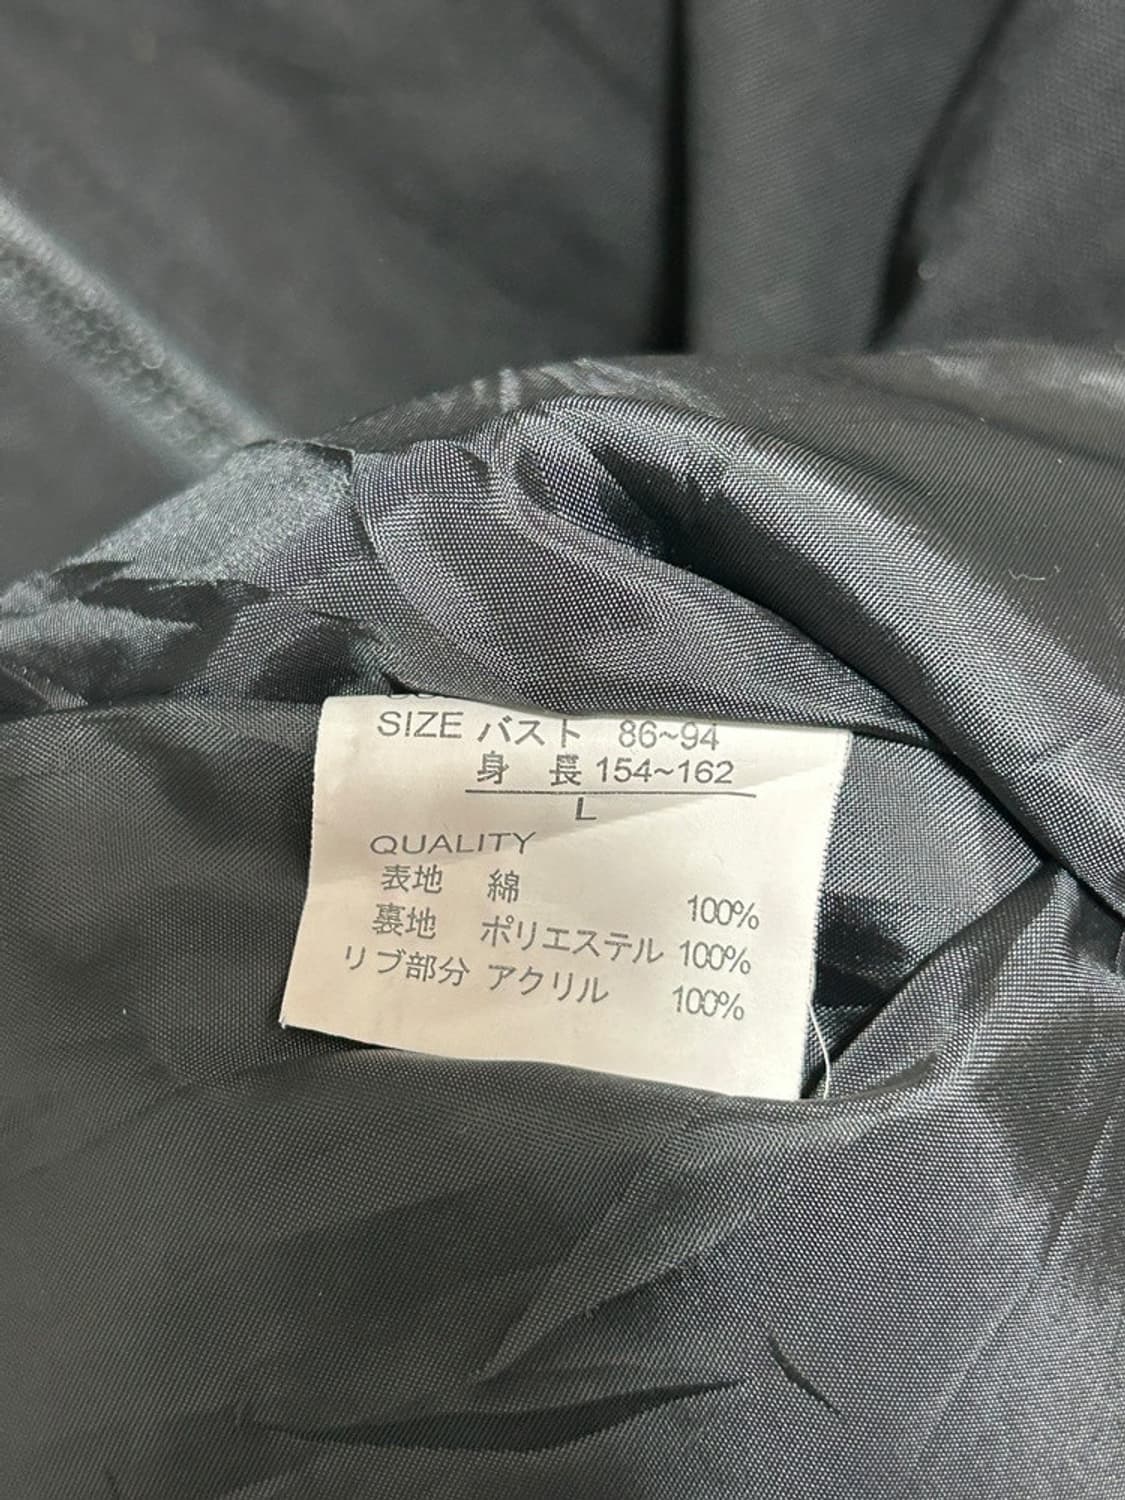 SIZE バスト 86~94
身 長 154~162
L
QUALITY
表地 綿 100%
裏地 ポリエステル 100%
リブ部分 アクリル 100%